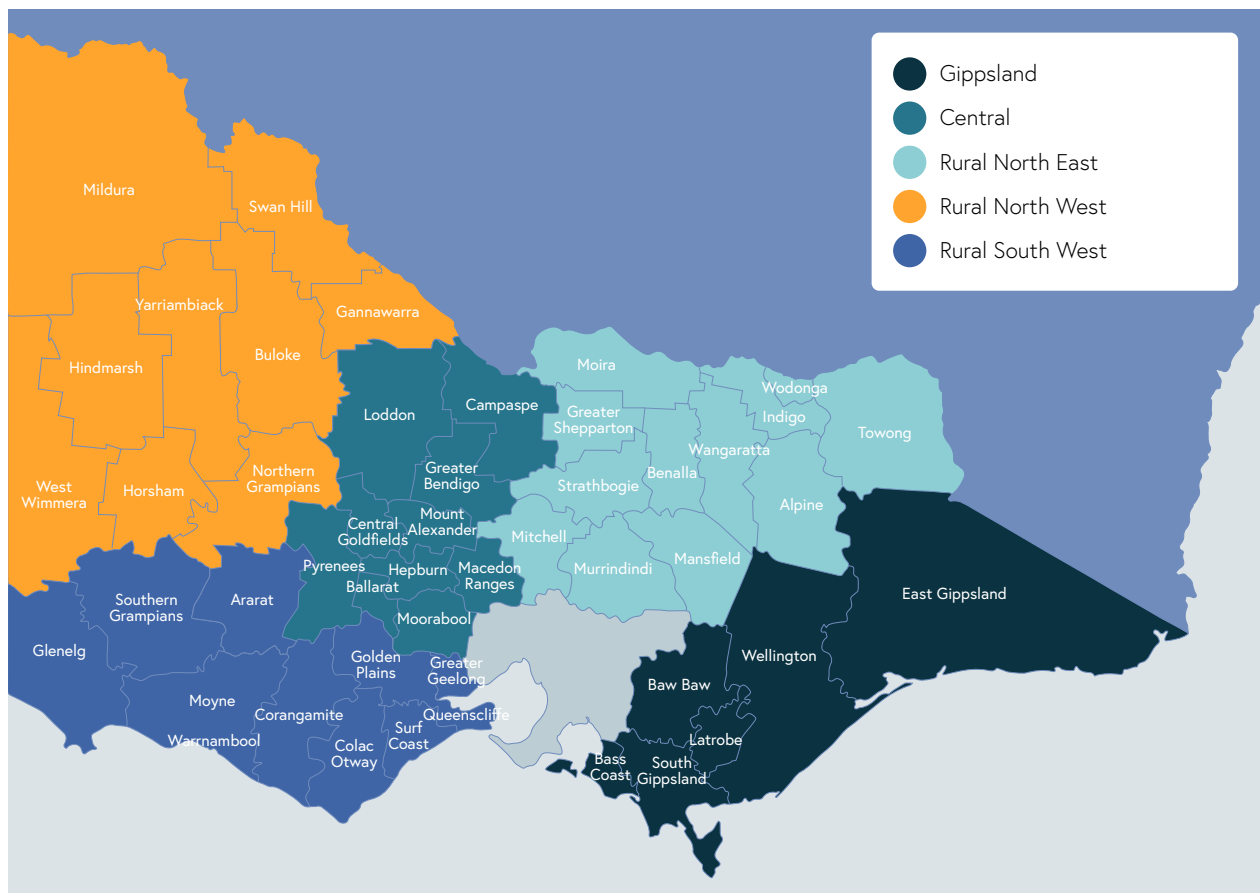 Gippsland
Central
Rural North East
Rural North West
Rural South West
Mildura
Swan Hill
Yarriambiack
Gannawarra
Hindmarsh
Buloke
West
Wimmera
Horsham
Northern
Grampians
Loddon
Campaspe
Greater
Bendigo
Mount
Alexander
Central
Goldfields
Pyrenees
Hepburn
Ballarat
Macedon
Ranges
Moorabool
Moira
Greater
Shepparton
Wodonga
Indigo
Towong
Wangaratta
Benalla
Strathbogie
Alpine
Mitchell
Murrindindi
Mansfield
Southern
Grampians
Ararat
Glenelg
Golden
Plains
Greater
Geelong
Moyne
Corangamite
Queenscliffe
Warrnambool
Surf
Coast
Colac
Otway
East Gippsland
Wellington
Baw Baw
Latrobe
Bass
Coast
South
Gippsland